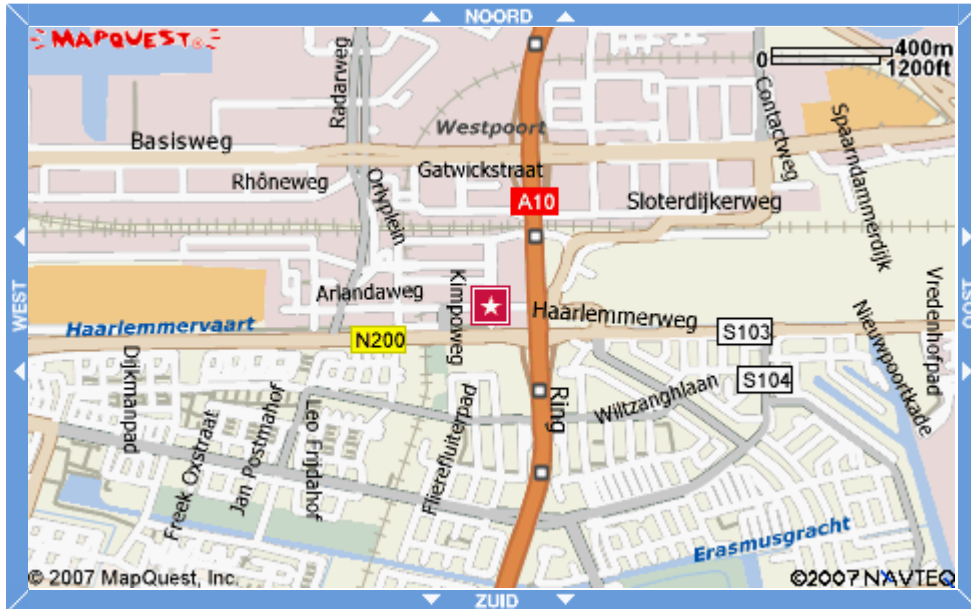 NOORD
MAPQUEST®
400m
0
1200ft
Radarweg
Contactweg
Spaarndammerdijk
Westpoort
Basisweg
Gatwickstraat
Rhôneweg
Orlyplein
A10
Sloterdijkerweg
WEST
OOST
Kimpoweg
Arlandaweg
Haarlemmerweg
Vredenhofpad
Nieuwpoortkade
Haarlemmervaart
N200
S103
S104
Dijkmanpad
Wiltzanghlaan
Ring
Freek Oxstraat
Jan Postmahof
Leo Frijdahof
Flierefluiterpad
Erasmusgracht
© 2007 MapQuest, Inc.
©2007 NAVTEQ
ZUID